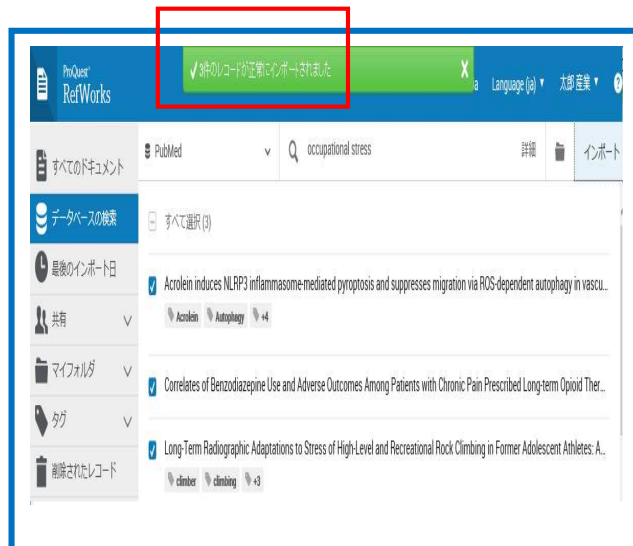 ProQuest®
RefWorks
✓3件のレコードが正常にインポートされました X
a Language (ja) ▾ 太郎 産業 ▾ ?
すべてのドキュメント
データベースの検索
最後のインポート日
共有
マイフォルダ
タグ
削除されたレコード
PubMed occupational stress 詳細 インポート
すべて選択 (3)
Acrolein induces NLRP3 inflammasome-mediated pyroptosis and suppresses migration via ROS-dependent autophagy in vascu...
Acrolein Autophagy +4
Correlates of Benzodiazepine Use and Adverse Outcomes Among Patients with Chronic Pain Prescribed Long-term Opioid Ther...
Long-Term Radiographic Adaptations to Stress of High-Level and Recreational Rock Climbing in Former Adolescent Athletes: A...
climber climbing +3